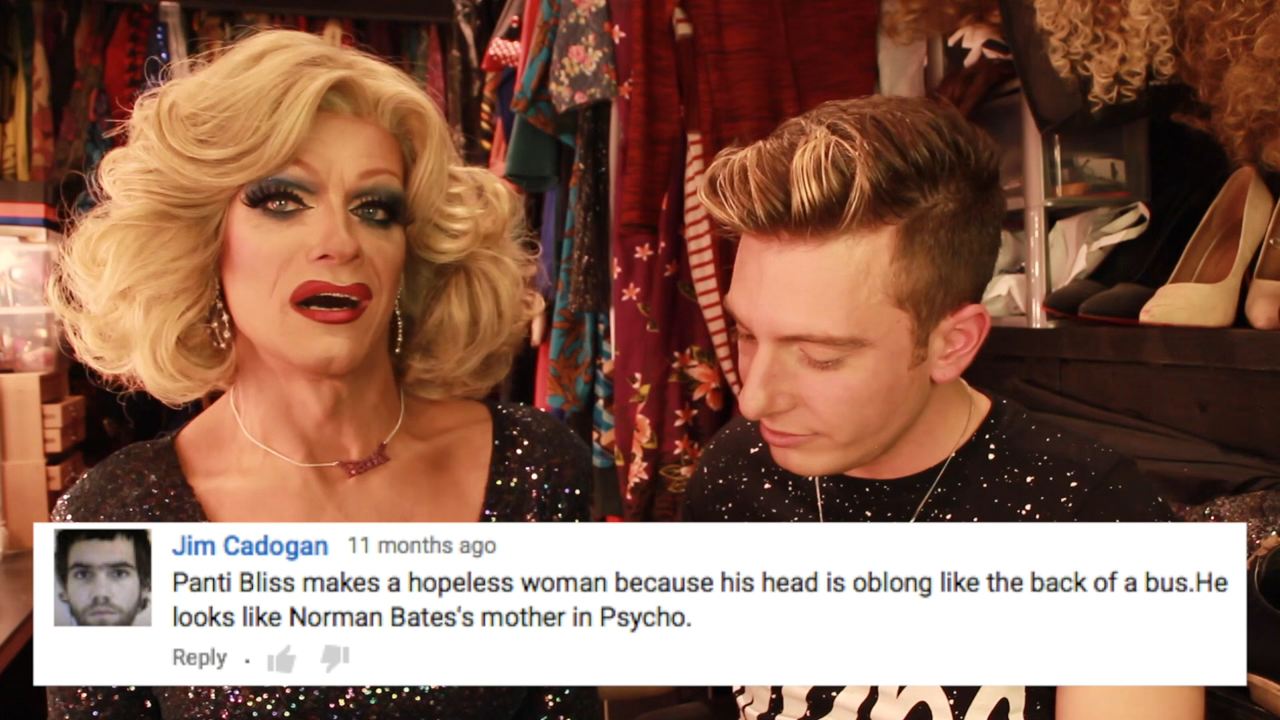 Jim Cadogan 11 months ago
Panti Bliss makes a hopeless woman because his head is oblong like the back of a bus.He
looks like Norman Bates's mother in Psycho.
Reply .